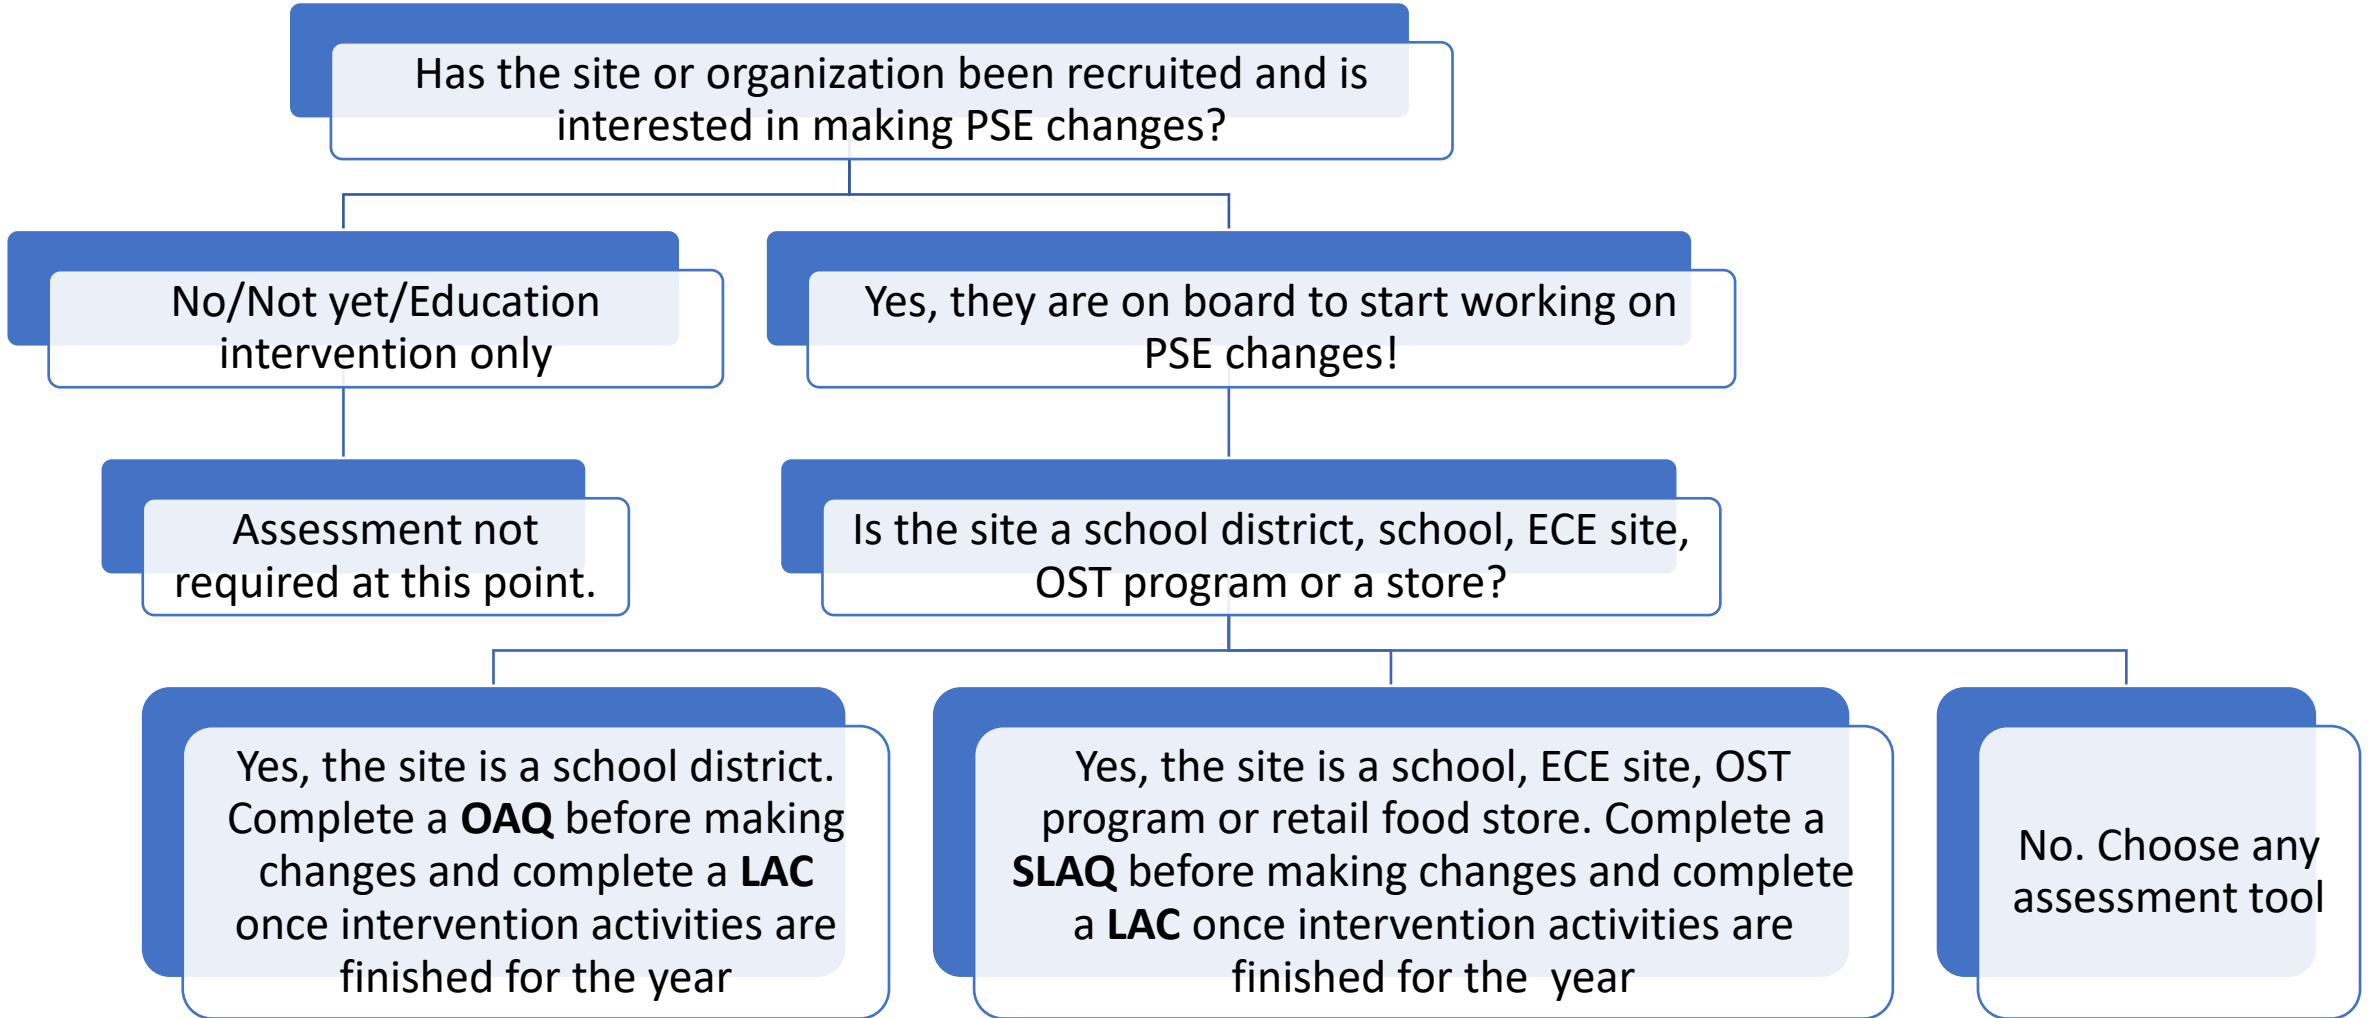 Has the site or organization been recruited and is
interested in making PSE changes?
No/Not yet/Education
intervention only
Yes, they are on board to start working on
PSE changes!
Assessment not
required at this point.
Is the site a school district, school, ECE site,
OST program or a store?
Yes, the site is a school district.
Complete a OAQ before making
changes and complete a LAC
once intervention activities are
finished for the year
Yes, the site is a school, ECE site, OST
program or retail food store. Complete a
SLAQ before making changes and complete
a LAC once intervention activities are
finished for the  year
No. Choose any
assessment tool